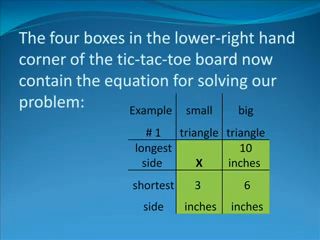 The four boxes in the lower-right hand
corner of the tic-tac-toe board now
contain the equation for solving our
problem:
Example small big
# 1 triangle triangle
longest 10
side X inches
shortest 3 6
side inches inches